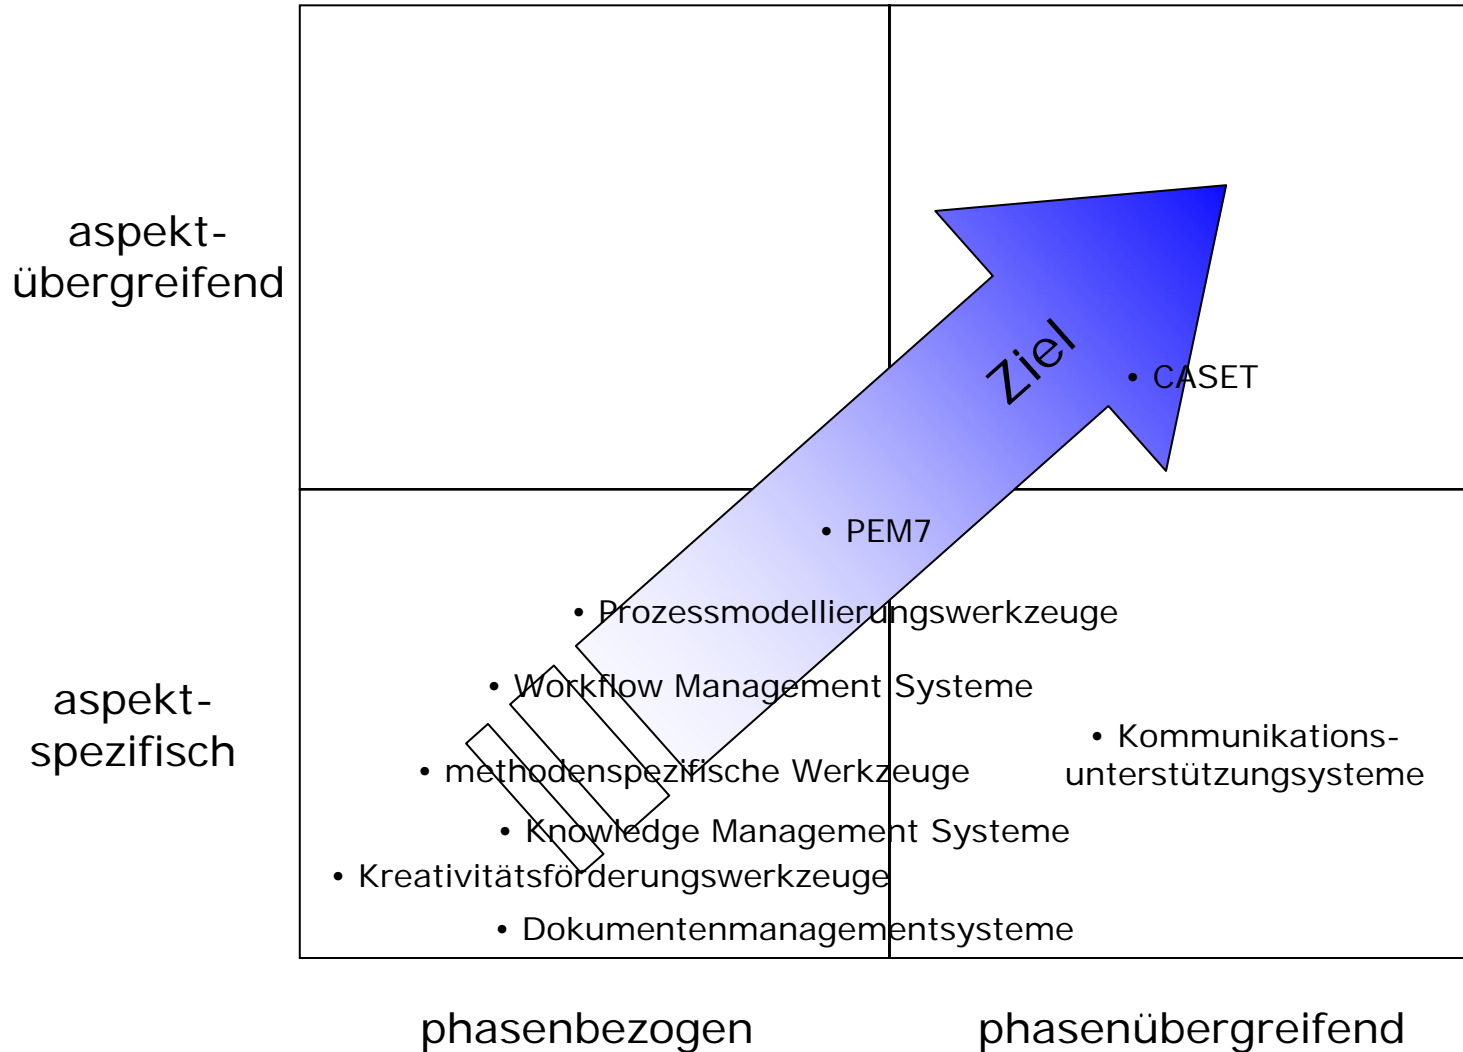 aspekt-
übergreifend
Ziel
• CASET
• PEM7
• Prozessmodellierungswerkzeuge
aspekt-
spezifisch
• Workflow Management Systeme
• Kommunikations-
unterstützungsysteme
• methodenspezifische Werkzeuge
• Knowledge Management Systeme
• Kreativitätsförderungswerkzeuge
• Dokumentenmanagementsysteme
phasenbezogen
phasenübergreifend